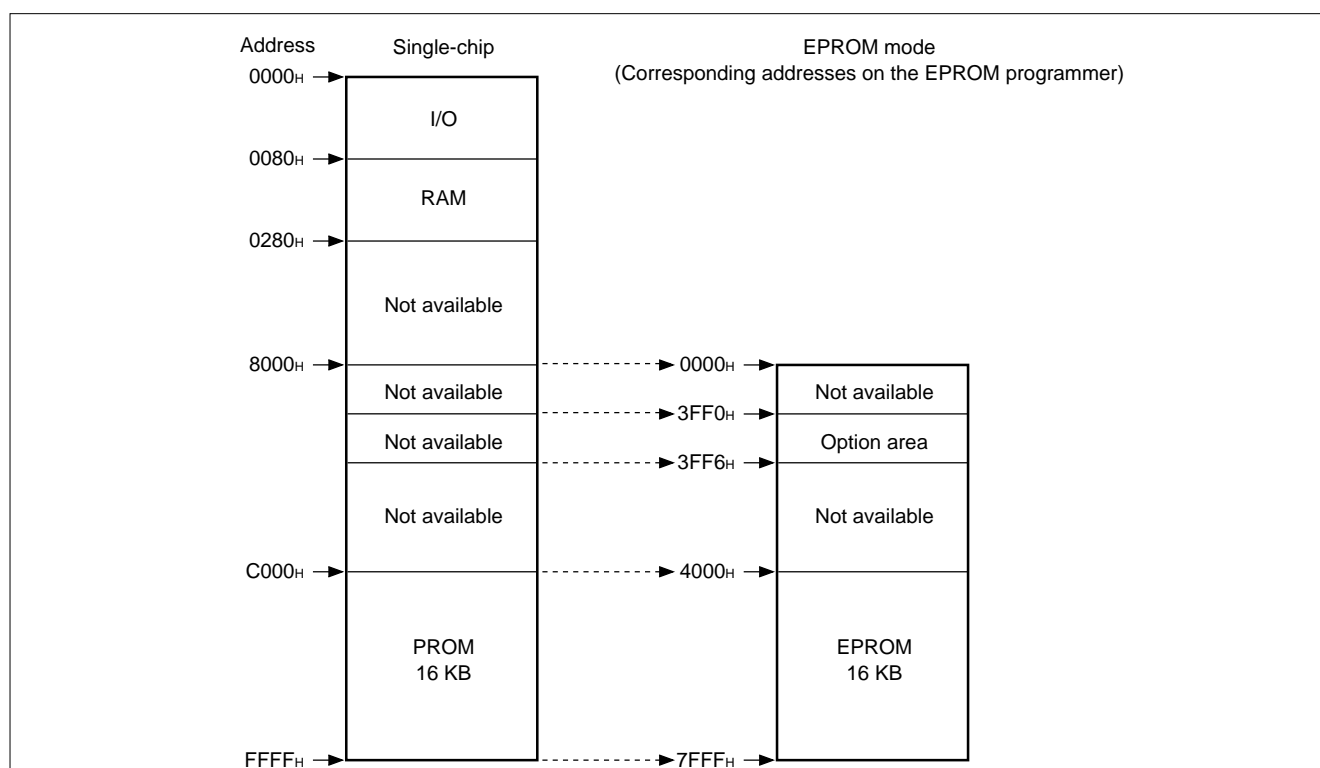 Address Single-chip EPROM mode
(Corresponding addresses on the EPROM programmer)
0000H
I/O
0080H
RAM
0280H
Not available
8000H 0000H
Not available Not available
3FF0H
Not available Option area
3FF6H
Not available Not available
C000H 4000H
PROM EPROM
16 KB 16 KB
FFFFH 7FFFH